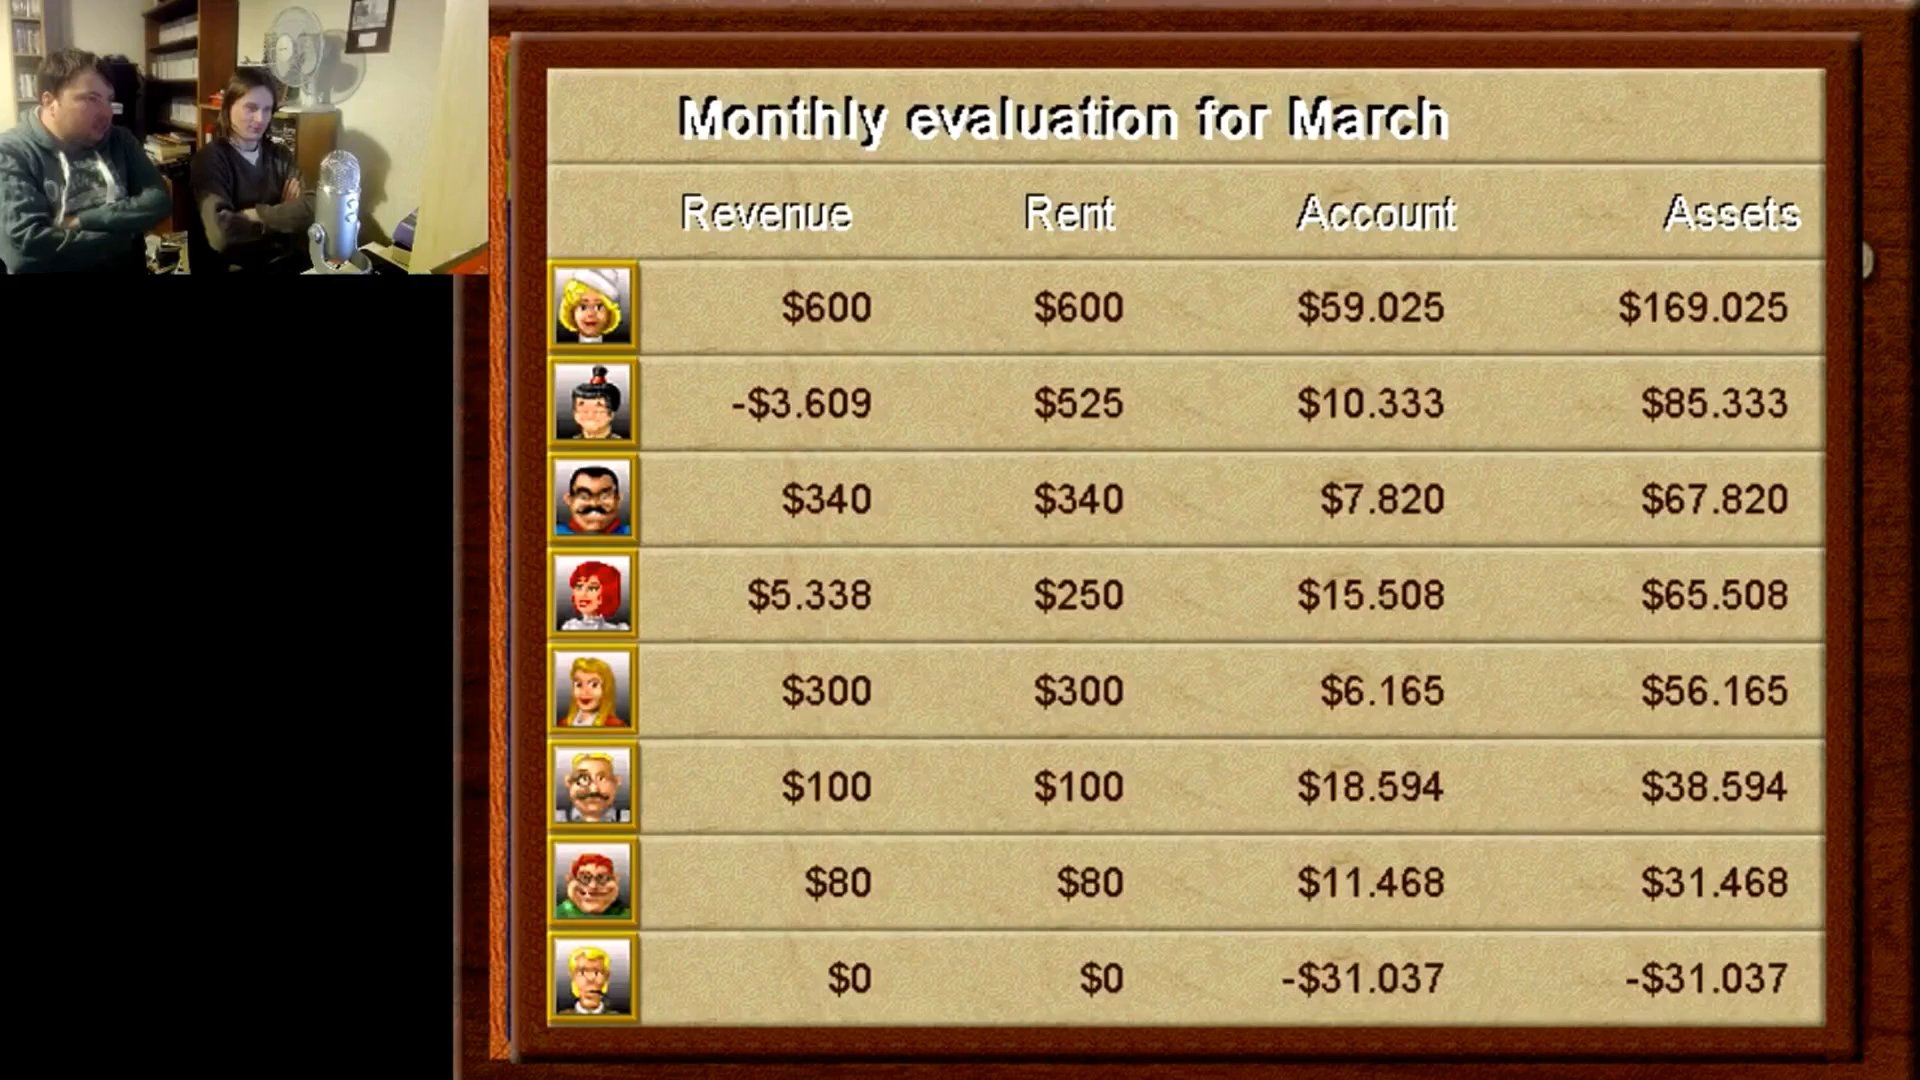 Monthly evaluation for March
Revenue Rent Account Assets
$600 $600 $59.025 $169.025
-$3.609 $525 $10.333 $85.333
$340 $340 $7.820 $67.820
$5.338 $250 $15.508 $65.508
$300 $300 $6.165 $56.165
$100 $100 $18.594 $38.594
$80 $80 $11.468 $31.468
$0 $0 -$31.037 -$31.037